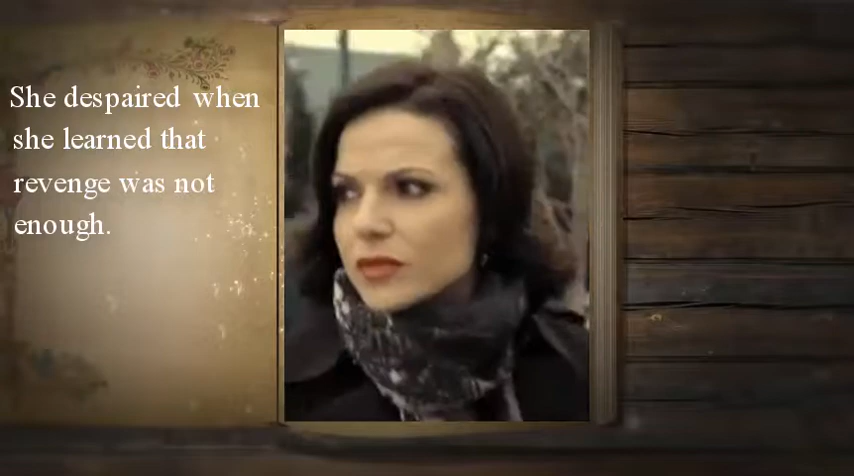 She despaired when
she learned that
revenge was not
enough.